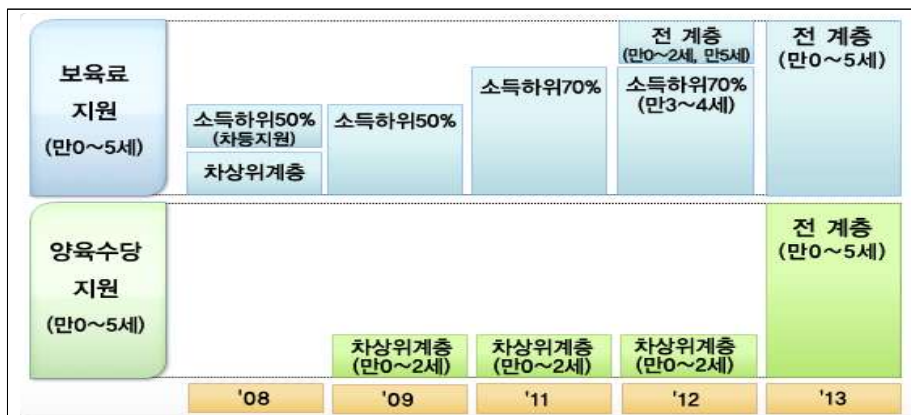 보육료
지원
(만0~5세)
소득하위50%
(차등지원)
차상위계층
소득하위50%
소득하위70%
전 계층
(만0~2세, 만5세)
소득하위70%
(만3~4세)
전 계층
(만0~5세)
양육수당
지원
(만0~5세)
차상위계층
(만0~2세)
차상위계층
(만0~2세)
차상위계층
(만0~2세)
전 계층
(만0~5세)
'08
'09
'11
'12
'13